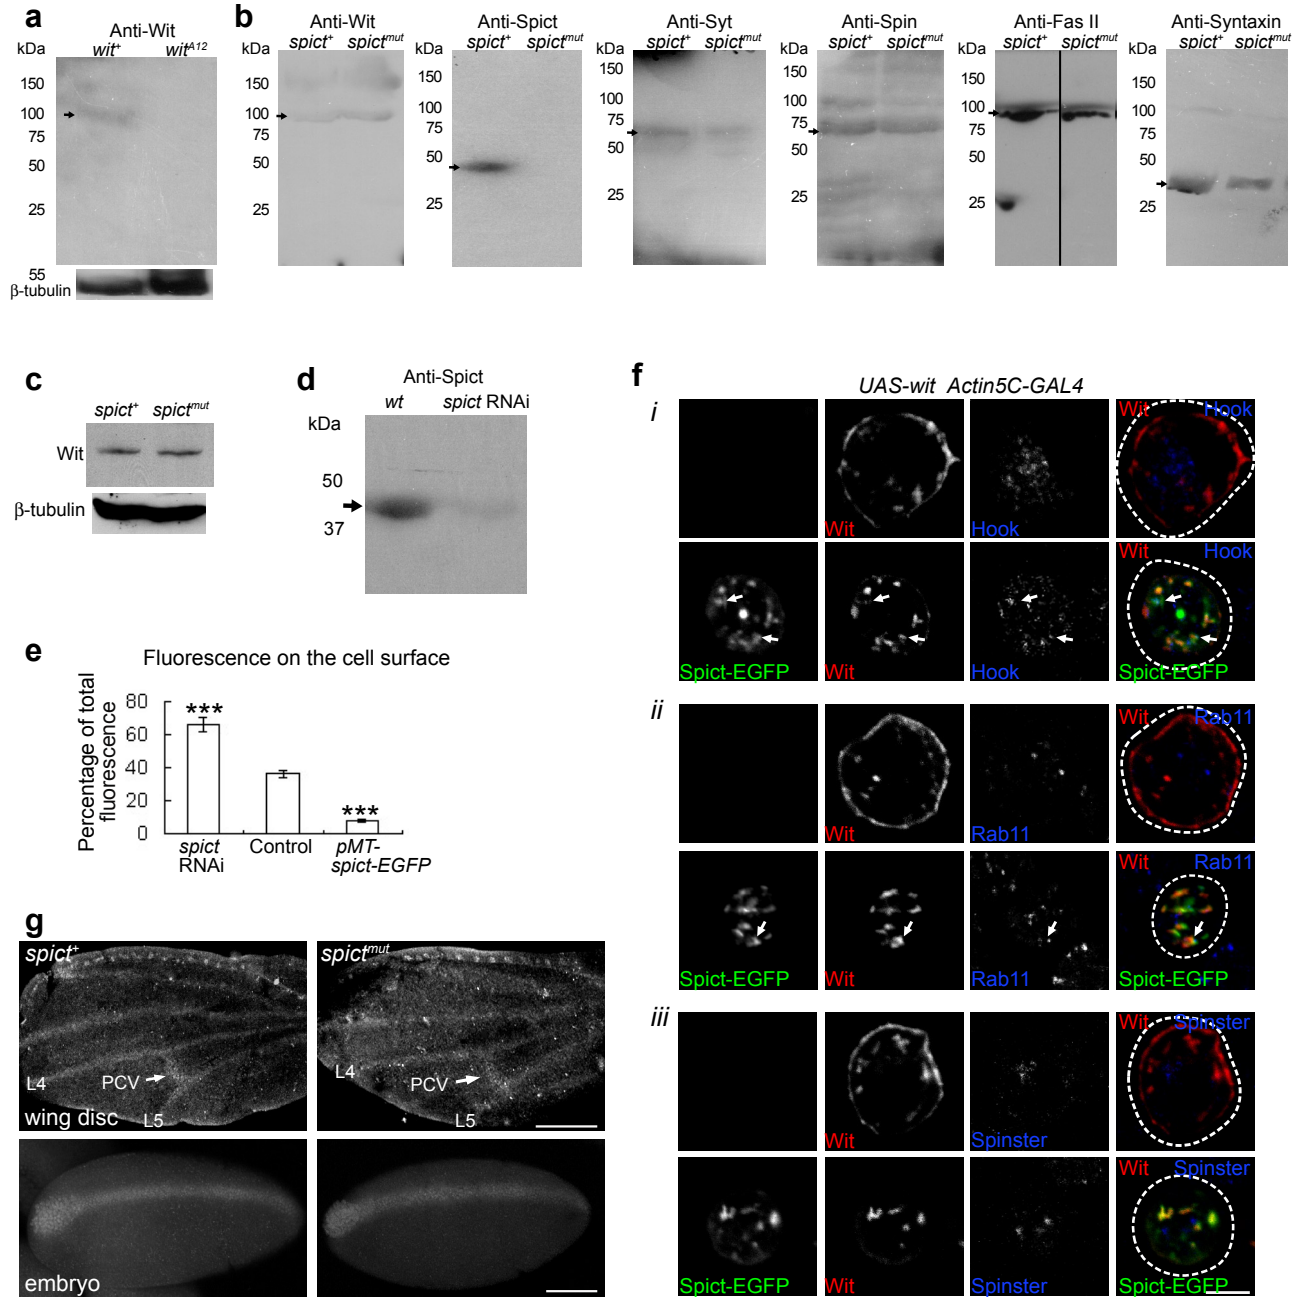 a
Anti-Wit
kDa
wit+ witA12
150
100
75
50
25
55
β-tubulin
b
Anti-Wit
kDa
spict+ spictmut
150
100
75
50
25
Anti-Spict
kDa
spict+ spictmut
150
100
75
50
25
Anti-Syt
kDa
spict+ spictmut
150
100
75
50
25
Anti-Spin
kDa
spict+ spictmut
150
100
75
50
25
Anti-Fas II
kDa
spict+ spictmut
150
100
75
50
25
Anti-Syntaxin
kDa
spict+ spictmut
150
100
75
50
25
c
spict+ spictmut
Wit
β-tubulin
d
Anti-Spict
wt spict RNAi
kDa
50
37
e
Fluorescence on the cell surface
Percentage of total
fluorescence
80
60
40
20
0
***
***
spict
RNAi
Control
pMT-
spict-EGFP
f
UAS-wit Actin5C-GAL4
i
Wit
Hook
Wit Hook
Spict-EGFP
Wit
Hook
Wit Hook
Spict-EGFP
ii
Wit
Rab11
Wit Rab11
Spict-EGFP
Wit
Rab11
Wit Rab11
Spict-EGFP
iii
Wit
Spinster
Wit Spinster
Spict-EGFP
Wit
Spinster
Wit Spinster
Spict-EGFP
g
spict+
L4
PCV
L5
wing disc
spictmut
L4
PCV
L5
embryo